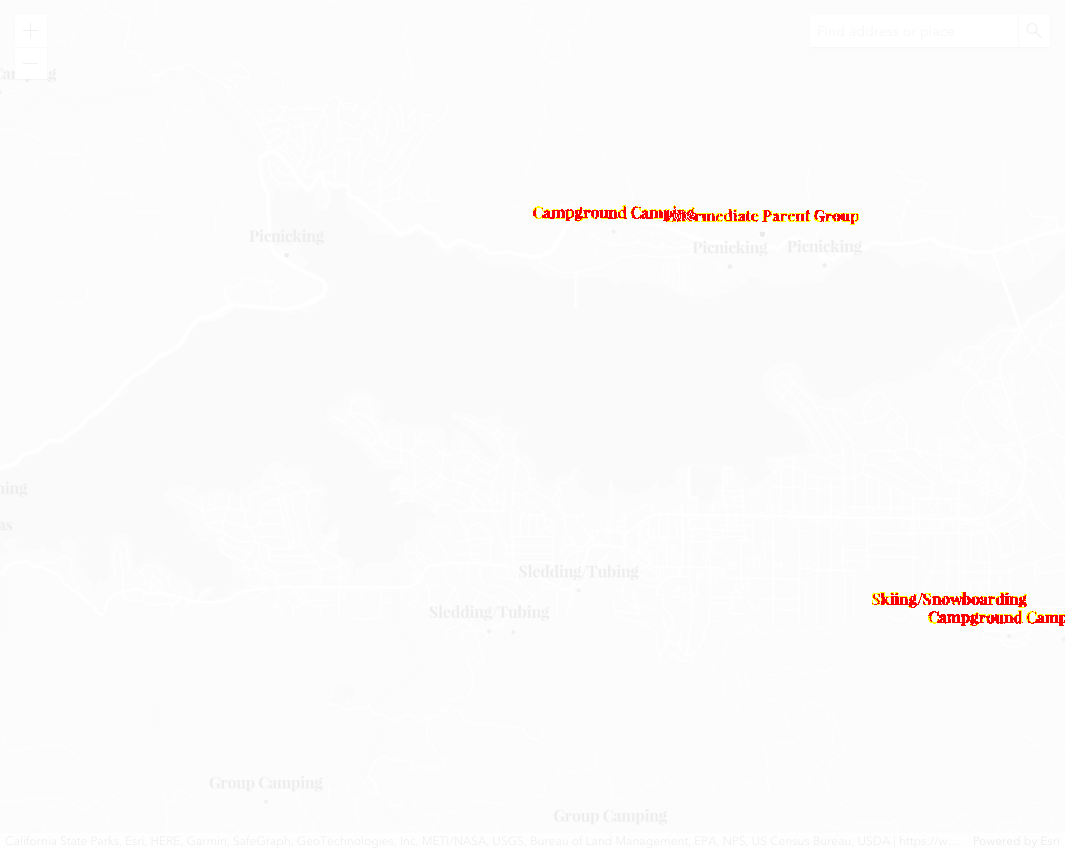 Find address or place
Campground Camping
Parent Group
Picnicking
Picnicking
Picnicking
Sledding/Tubing
Skiing/Snowboarding
Sledding/Tubing
Campground Camp
Group Camping
Group Camping
California State Parks, Esri, HERE, Garmin, SafeGraph, GeoTechnologies, Inc, METI/NASA, USGS, Bureau of Land Management, EPA, NPS, US Census Bureau, USDA | https://w... Powered by Esri